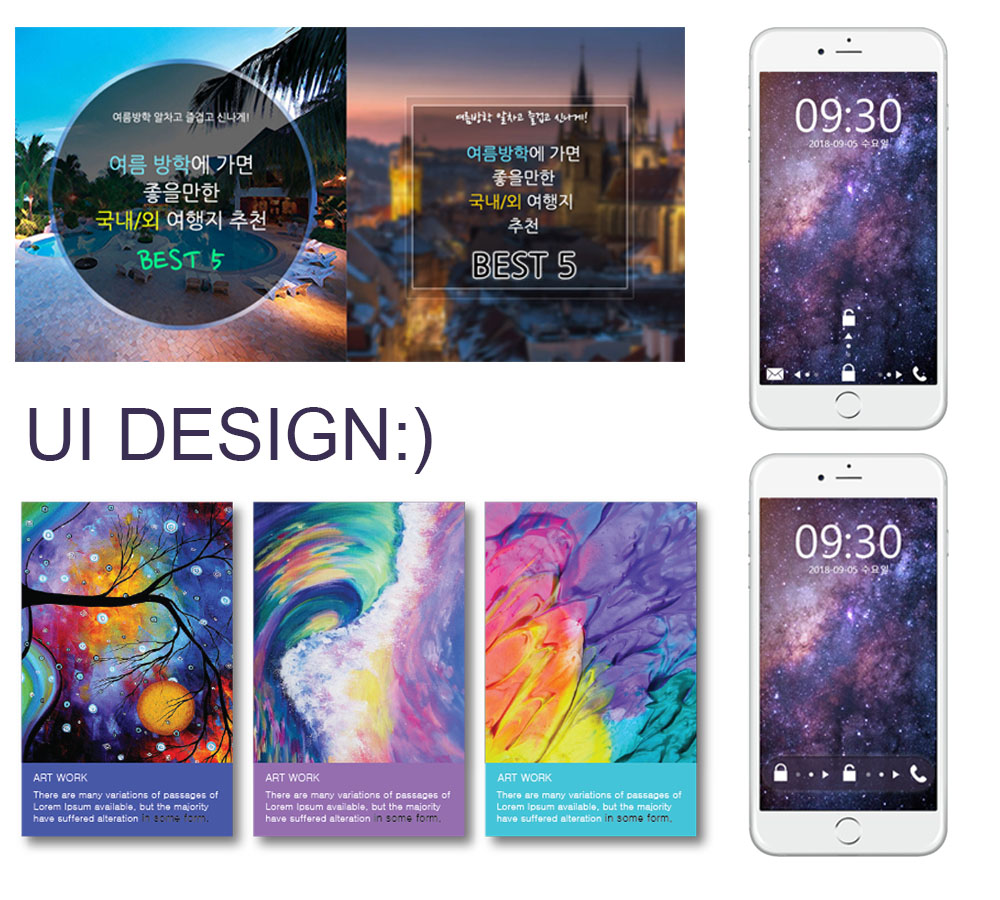 여름방학 알차고 즐겁고 신나게!
여름 방학에 가면
좋을만한
국내/외 여행지 추천
BEST 5
여름방학 알차고 즐겁고 신나게!
여름방학에 가면
좋을만한
국내/외 여행지
추천
BEST 5
09:30
2018-09-05 수요일
UI DESIGN:)
09:30
2018-09-05 수요일
ART WORK
There are many variations of passages of
Lorem Ipsum available, but the majority
have suffered alteration in some form.
ART WORK
There are many variations of passages of
Lorem Ipsum available, but the majority
have suffered alteration in some form.
ART WORK
There are many variations of passages of
Lorem Ipsum available, but the majority
have suffered alteration in some form.